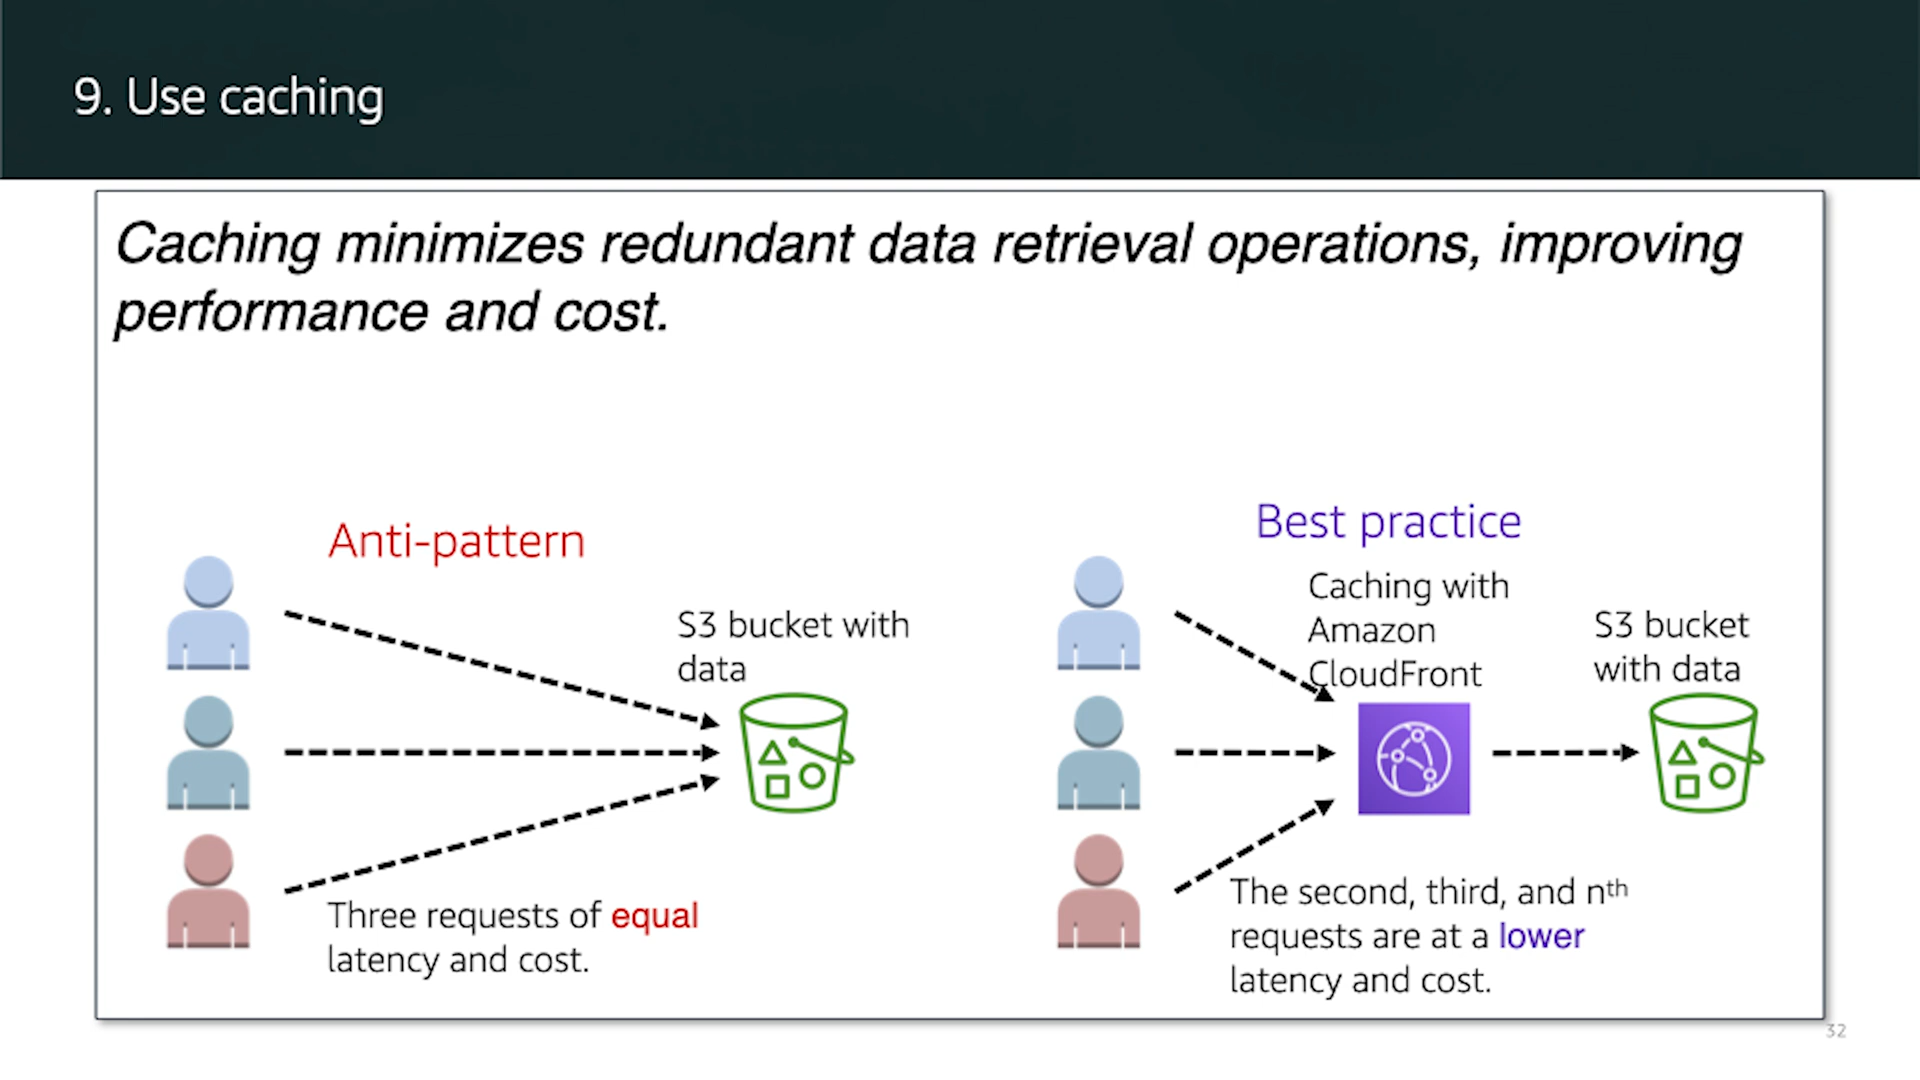 9. Use caching
Caching minimizes redundant data retrieval operations, improving
performance and cost.
Anti-pattern
S3 bucket with
data
Three requests of equal
latency and cost.
Best practice
Caching with
Amazon
CloudFront
S3 bucket
with data
The second, third, and nth
requests are at a lower
latency and cost.
32